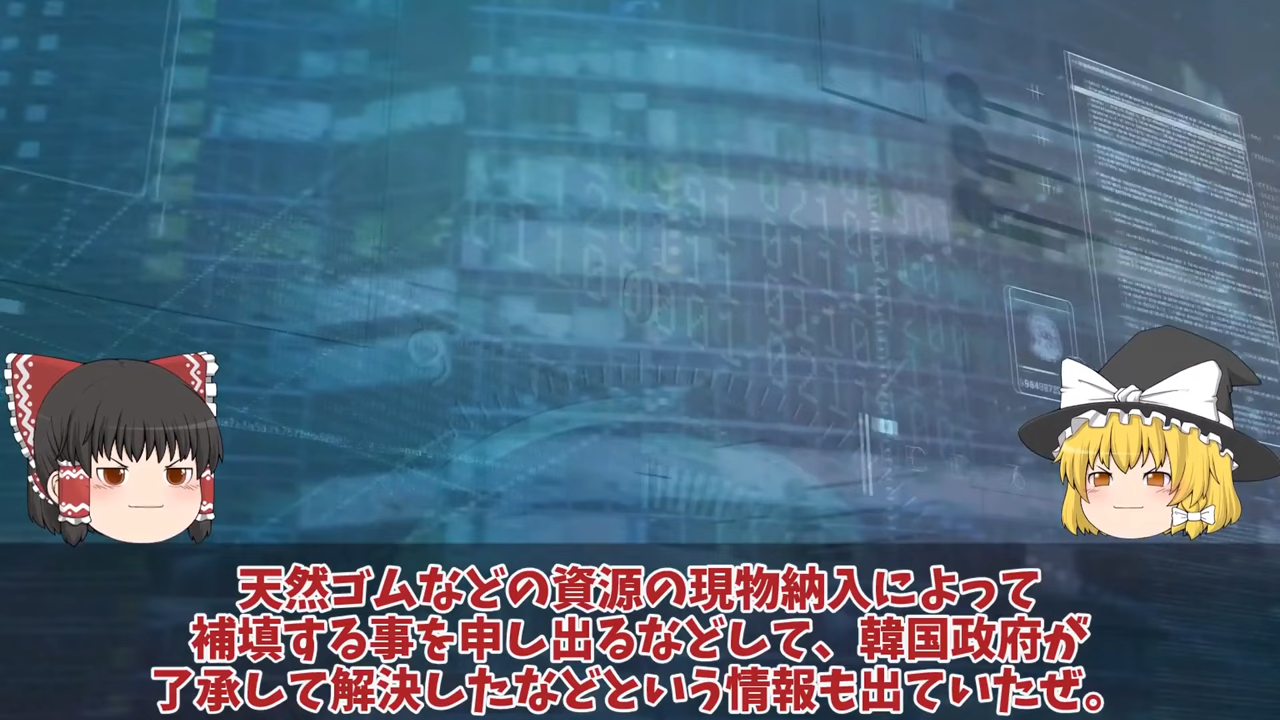 天然ゴムなどの資源の現物納入によって
補填する事を申し出るなどして、韓国政府が
了承して解決したなどという情報も出ていたぜ。